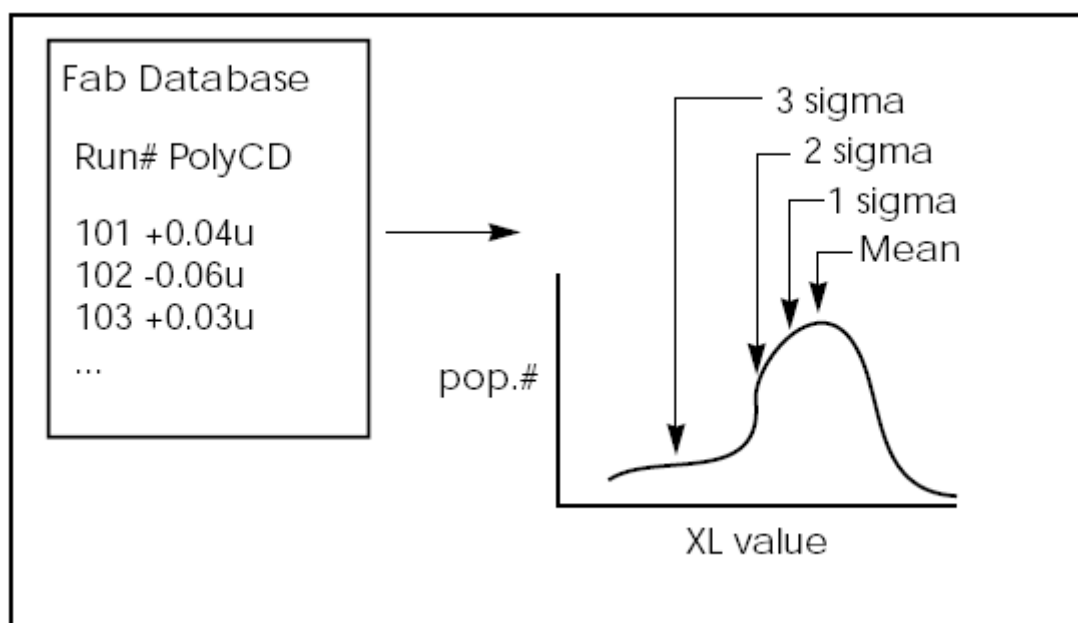 Fab Database
Run# PolyCD
101 +0.04u
102 -0.06u
103 +0.03u
...
3 sigma
2 sigma
1 sigma
Mean
pop.#
XL value